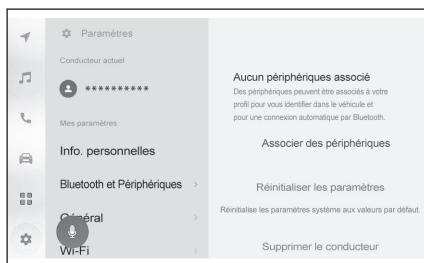 Paramètres
Conducteur actuel
**********
Mes paramètres
Info. personnelles
Bluetooth et Périphériques
Général
Wi-Fi
Aucun périphériques associé
Des périphériques peuvent être associés à votre
profil pour vous identifier dans le véhicule et
pour une connexion automatique par Bluetooth.
Associer des périphériques
Réinitialiser les paramètres
Réinitialise les paramètres système aux valeurs par défaut.
Supprimer le conducteur